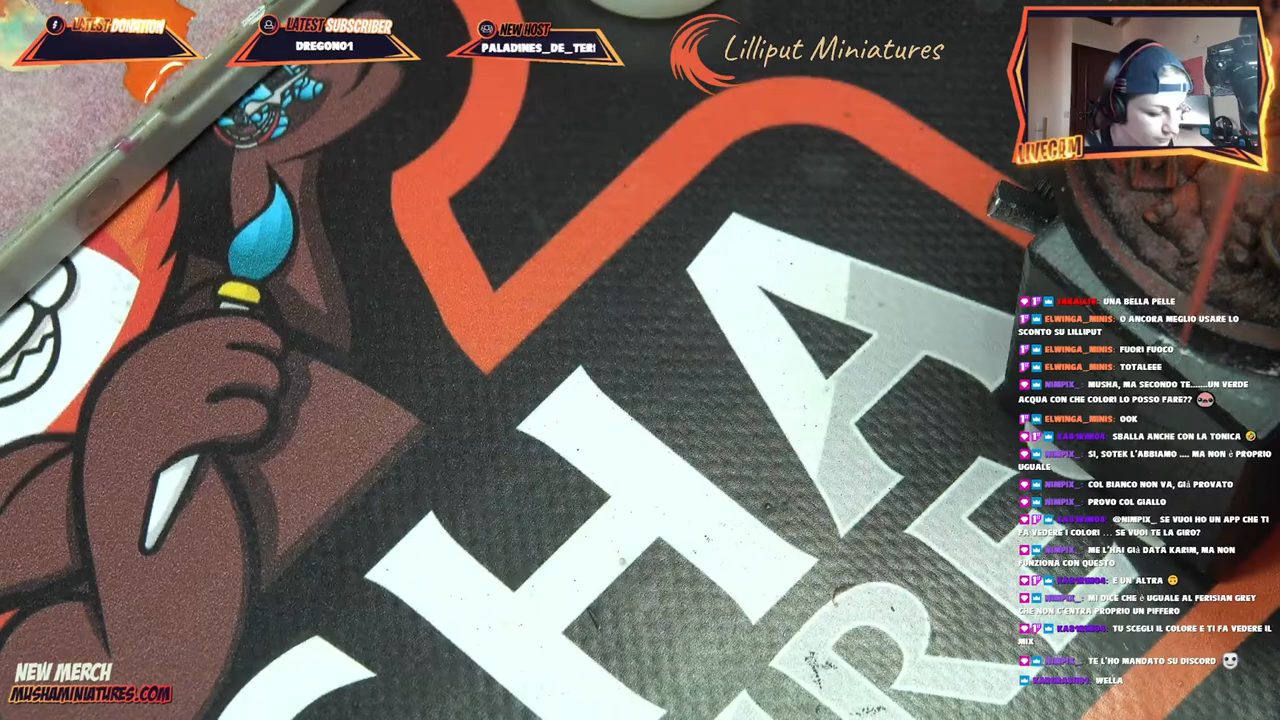 LATEST DONATION
LATEST SUBSCRIBER
DREGON01
NEW HOST
PALADINES_DE_TER
Lilliput Miniatures
LIVECAM
UNA BELLA PELLE
ELWINGA_MINIS: O ANCORA MEGLIO USARE LO
SCONTO SU LILLIPUT
ELWINGA_MINIS: FUORI FUOCO
ELWINGA_MINIS: TOTALEEE
NIMPIX_: MUSHA, MA SECONDO TE.......UN VERDE
ACQUA CON CHE COLORI LO POSSO FARE??
ELWINGA_MINIS: OOK
KAR1RIM04: SBALLA ANCHE CON LA TONICA
NIMPIX_: SI, SOTEK L'ABBIAMO .... MA NON è PROPRIO
UGUALE
NIMPIX_: COL BIANCO NON VA, Già PROVATO
NIMPIX_: PROVO COL GIALLO
@NIMPIX_ SE VUOI HO UN APP CHE TI
FA VEDERE I COLORI ... SE VUOI TE LA GIRO?
NIMPIX_: ME L'HAI Già DATA KARIM, MA NON
FUNZIONA CON QUESTO
E UN'ALTRA
NIMPIX_: MI DICE CHE è UGUALE AL FERISIAN GREY
CHE NON C'ENTRA PROPRIO UN PIFFERO
TU SCEGLI IL COLORE E TI FA VEDERE IL
MIX
NIMPIX_: TE L'HO MANDATO SU DISCORD
WELLA
HA
RE
NEW MERCH
MUSHAMINIATURES.COM